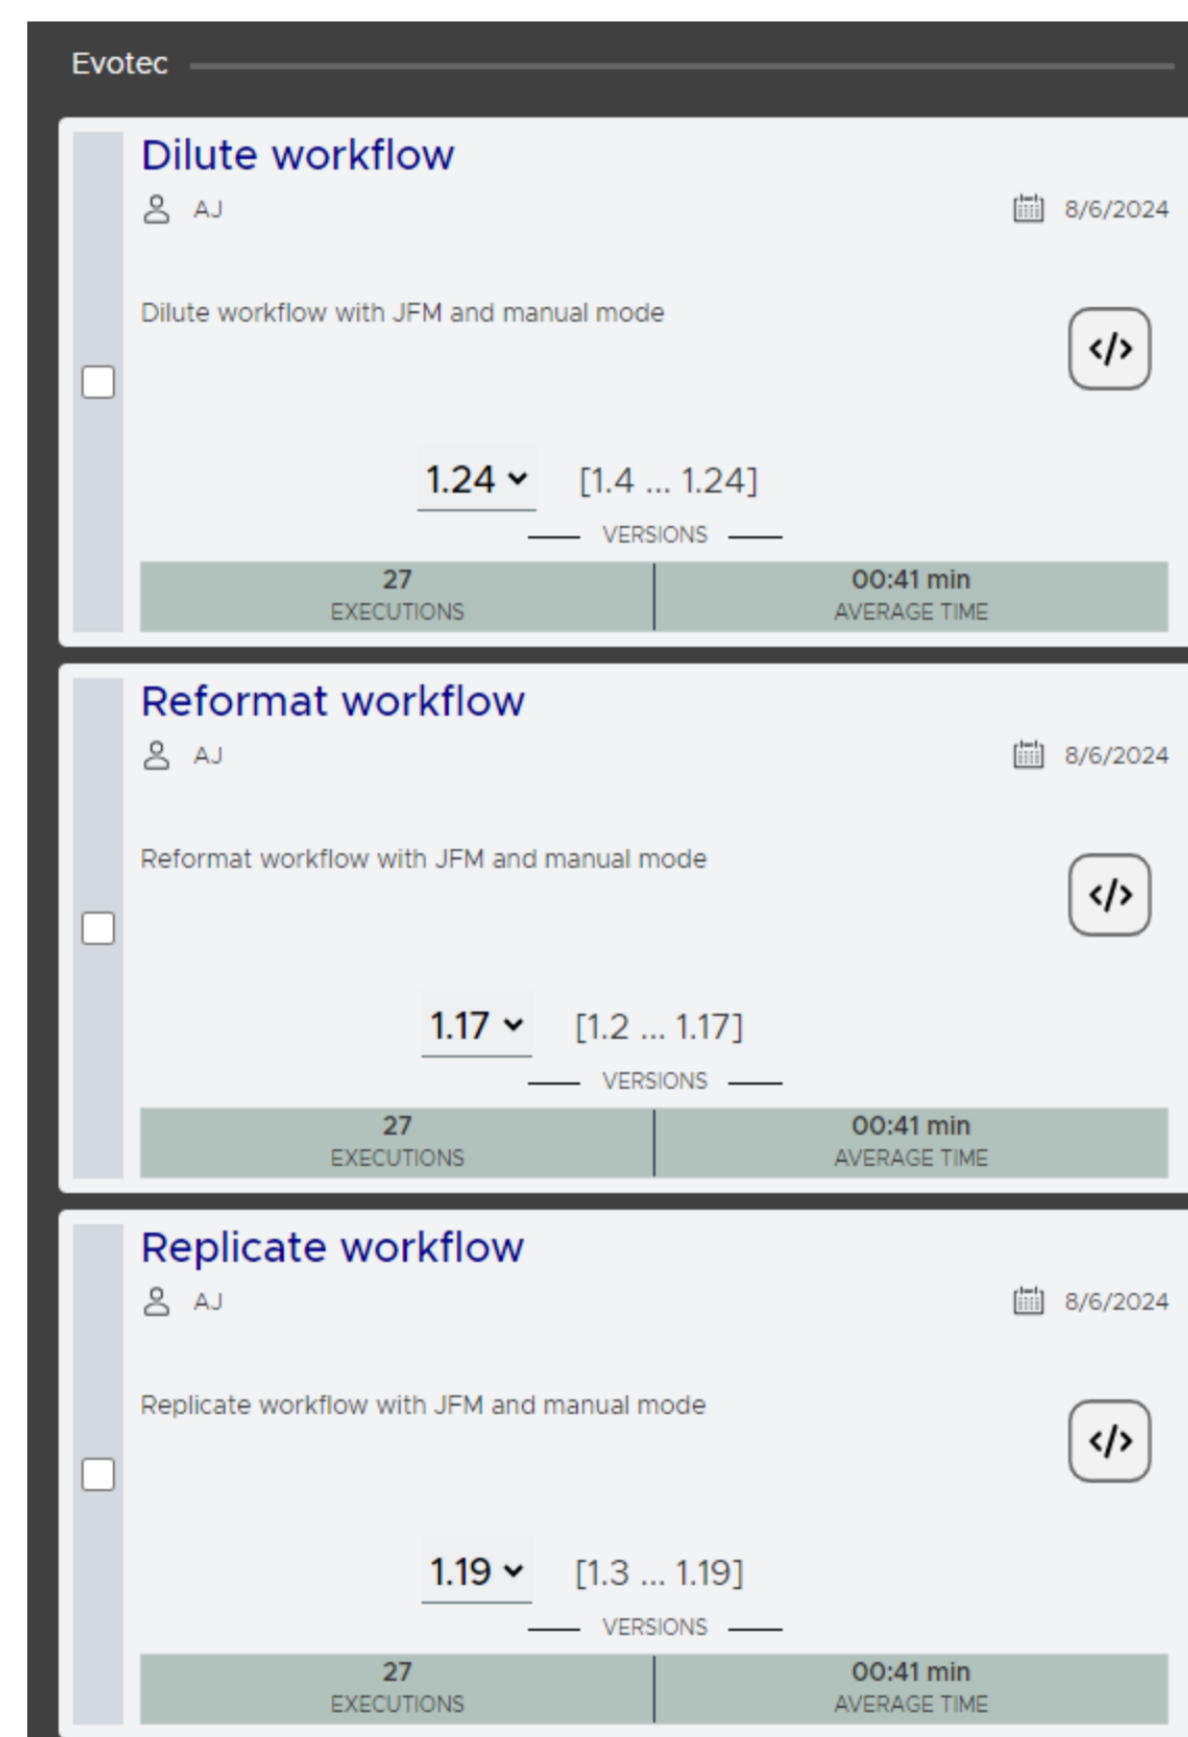 Evotec
Dilute workflow
AJ 8/6/2024
Dilute workflow with JFM and manual mode
</>
1.24 [1.4 ... 1.24]
VERSIONS
27 00:41 min
EXECUTIONS AVERAGE TIME
Reformat workflow
AJ 8/6/2024
Reformat workflow with JFM and manual mode
</>
1.17 [1.2 ... 1.17]
VERSIONS
27 00:41 min
EXECUTIONS AVERAGE TIME
Replicate workflow
AJ 8/6/2024
Replicate workflow with JFM and manual mode
</>
1.19 [1.3 ... 1.19]
VERSIONS
27 00:41 min
EXECUTIONS AVERAGE TIME